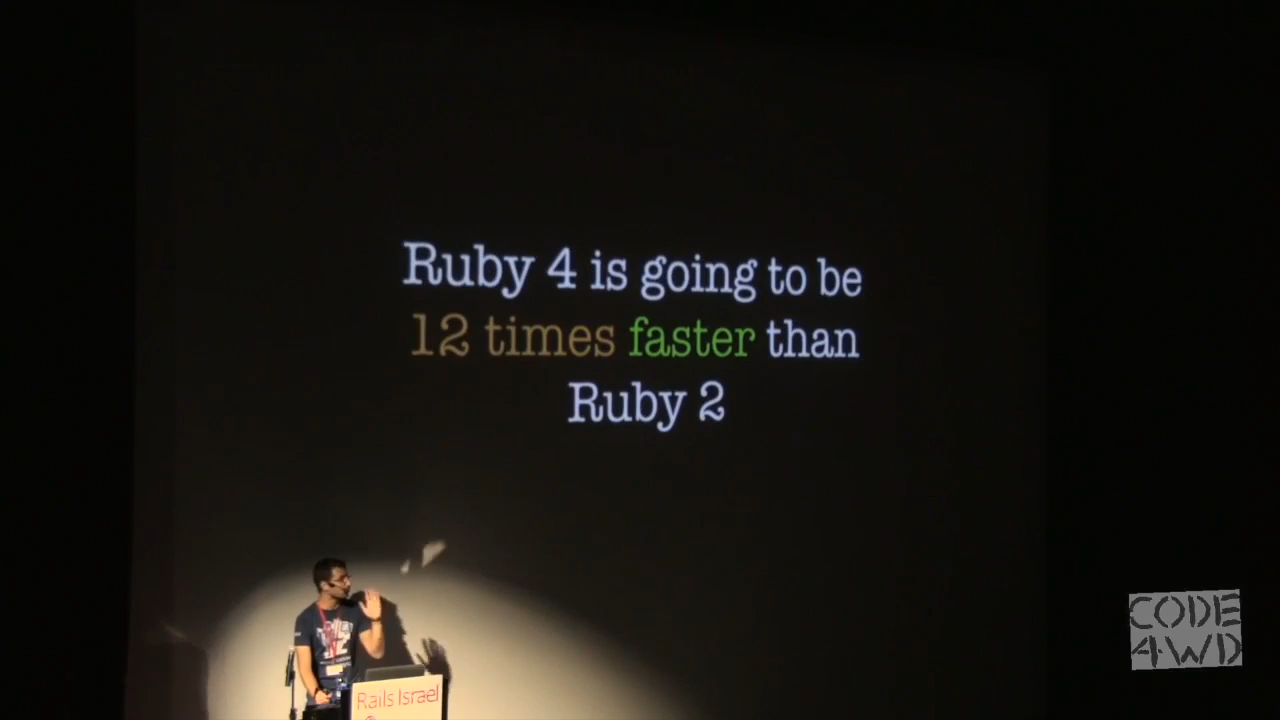 Ruby 4 is going to be
12 times faster than
Ruby 2
Rails Israel
CODE
4WD